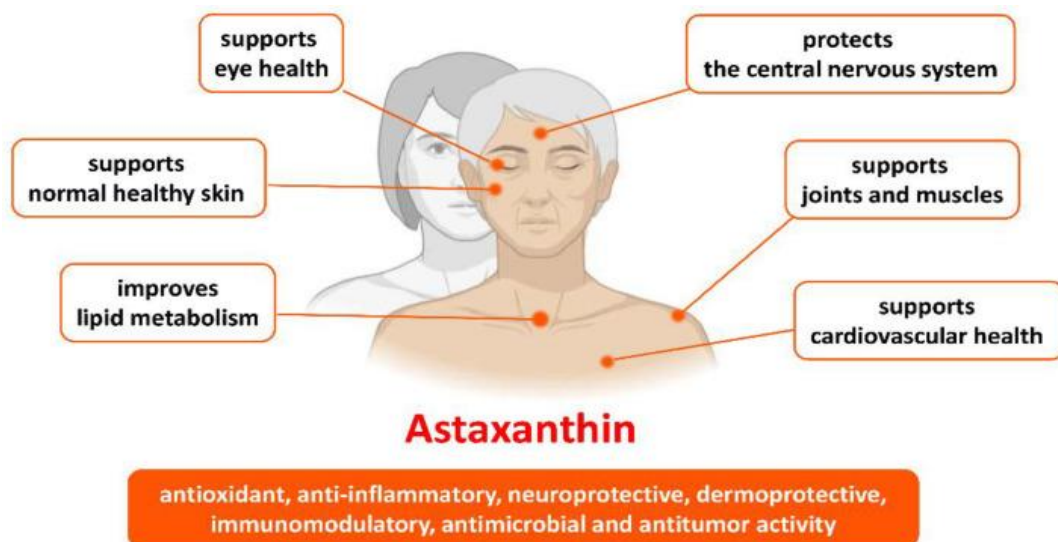 supports
eye health
protects
the central nervous system
supports
normal healthy skin
supports
joints and muscles
improves
lipid metabolism
supports
cardiovascular health
Astaxanthin
antioxidant, anti-inflammatory, neuroprotective, dermoprotective,
immunomodulatory, antimicrobial and antitumor activity